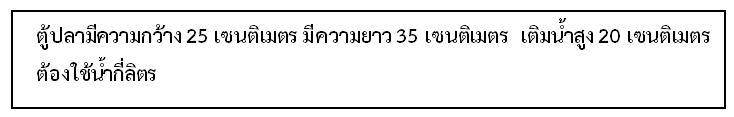 ตู้ปลามีความกว้าง 25 เซนติเมตร มีความยาว 35 เซนติเมตร เติมน้ำสูง 20 เซนติเมตร
ต้องใช้น้ำกี่ลิตร